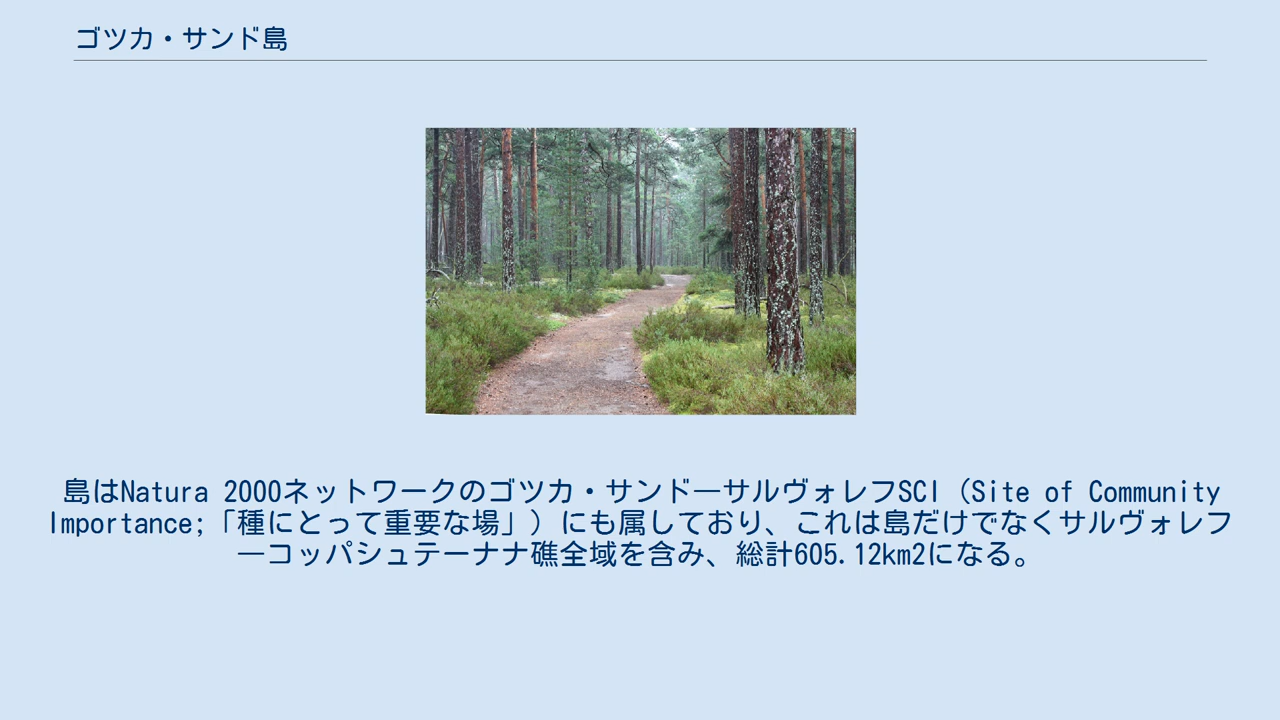 ゴツカ・サンド島
島はNatura 2000ネットワークのゴツカ・サンド―サルヴォレフSCI（Site of Community
Importance;「種にとって重要な場」）にも属しており、これは島だけでなくサルヴォレフ
―コッパシュテーナナ礁全域を含み、総計605.12km2になる。